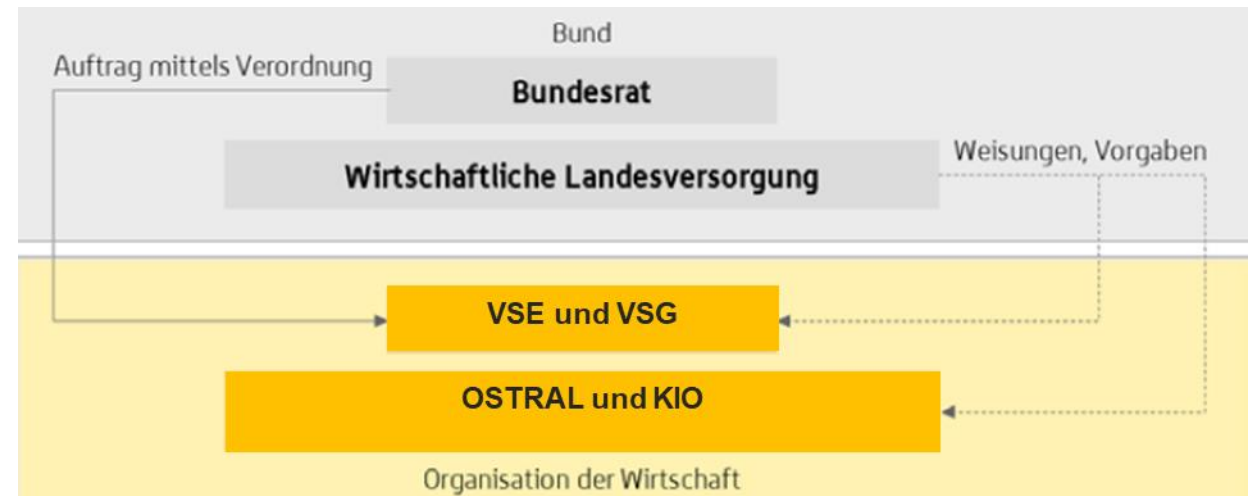 Bund
Auftrag mittels Verordnung
Bundesrat
Wirtschaftliche Landesversorgung
Weisungen, Vorgaben
VSE und VSG
OSTRAL und KIO
Organisation der Wirtschaft